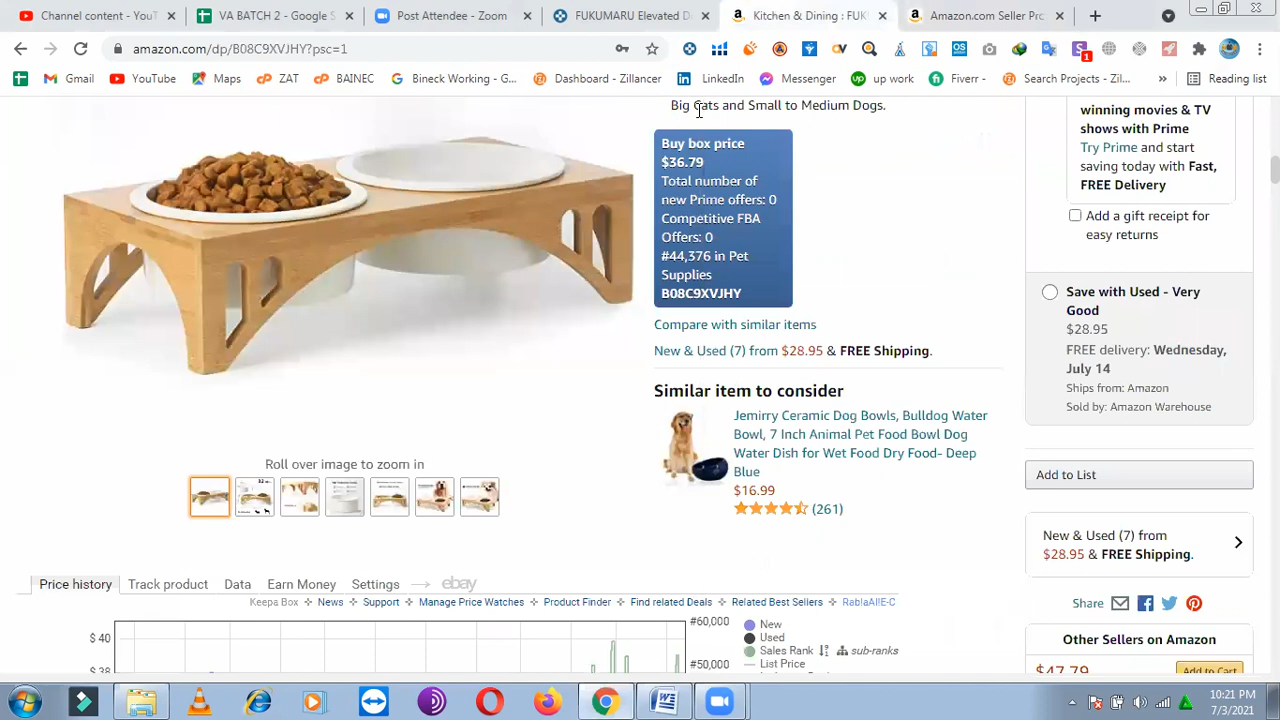 Channel content - YouT
VA BATCH 2 - Google S
Post Attendee - Zoom
FUKUMARU Elevated D
Kitchen & Dining : FUK
Amazon.com Seller Pro
amazon.com/dp/B08C9XVJHY?psc=1
Gmail
YouTube
Maps
ZAT
BAINEC
Bineck Working - G...
Dashboard - Zillancer
LinkedIn
Messenger
up work
Fiverr -
Search Projects - Zil...
»
Reading list
Big Cats and Small to Medium Dogs.
Buy box price
$36.79
Total number of
new Prime offers: 0
Competitive FBA
Offers: 0
#44,376 in Pet
Supplies
B08C9XVJHY
Compare with similar items
New & Used (7) from $28.95 & FREE Shipping.
Similar item to consider
Jemirry Ceramic Dog Bowls, Bulldog Water
Bowl, 7 Inch Animal Pet Food Bowl Dog
Water Dish for Wet Food Dry Food- Deep
Blue
$16.99
(261)
Roll over image to zoom in
winning movies & TV
shows with Prime
Try Prime and start
saving today with Fast,
FREE Delivery
Add a gift receipt for
easy returns
Save with Used - Very
Good
$28.95
FREE delivery: Wednesday,
July 14
Ships from: Amazon
Sold by: Amazon Warehouse
Add to List
New & Used (7) from
$28.95 & FREE Shipping.
Share
Other Sellers on Amazon
$47.79
Add to Cart
Price history
Track product
Data
Earn Money
Settings
ebay
Keepa Box
News
Support
Manage Price Watches
Product Finder
Find related Deals
Related Best Sellers
RablaAllE-C
$ 40
$ 38
#60,000
#50,000
New
Used
Sales Rank
sub-ranks
List Price
10:21 PM
7/3/2021